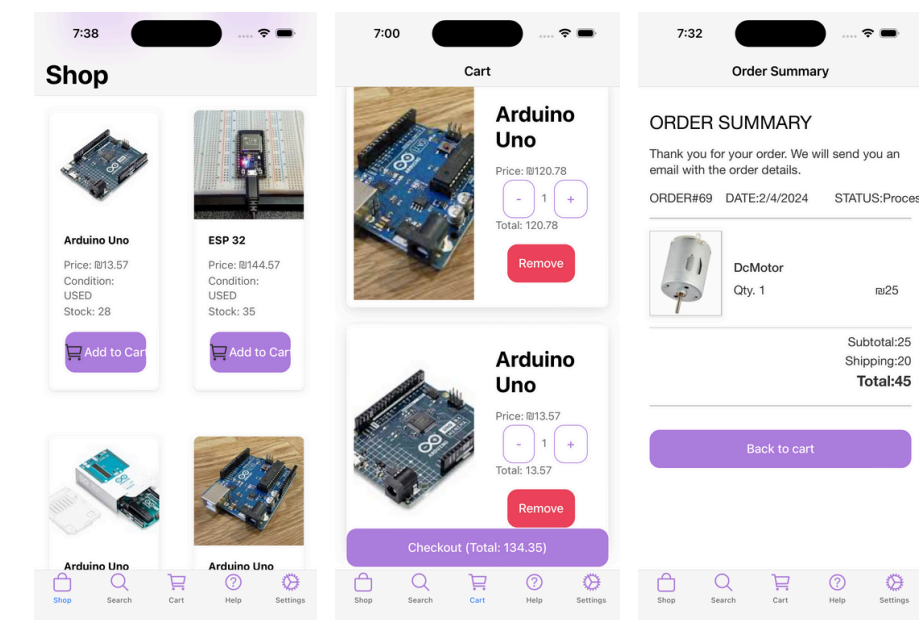 7:38
Shop
Arduino Uno
Price: ₪13.57
Condition:
USED
Stock: 28
Add to Car
ESP 32
Price: ₪144.57
Condition:
USED
Stock: 35
Add to Car
Arduino Uno
Arduino Uno
Shop
Search
Cart
Help
Settings
7:00
Cart
Arduino
Uno
Price: ₪120.78
- 1 +
Total: 120.78
Remove
Arduino
Uno
Price: ₪13.57
- 1 +
Total: 13.57
Remove
Checkout (Total: 134.35)
Shop
Search
Cart
Help
Settings
7:32
Order Summary
ORDER SUMMARY
Thank you for your order. We will send you an
email with the order details.
ORDER#69 DATE:2/4/2024 STATUS:Proces
DcMotor
Qty. 1 ₪25
Subtotal:25
Shipping:20
Total:45
Back to cart
Shop
Search
Cart
Help
Settings